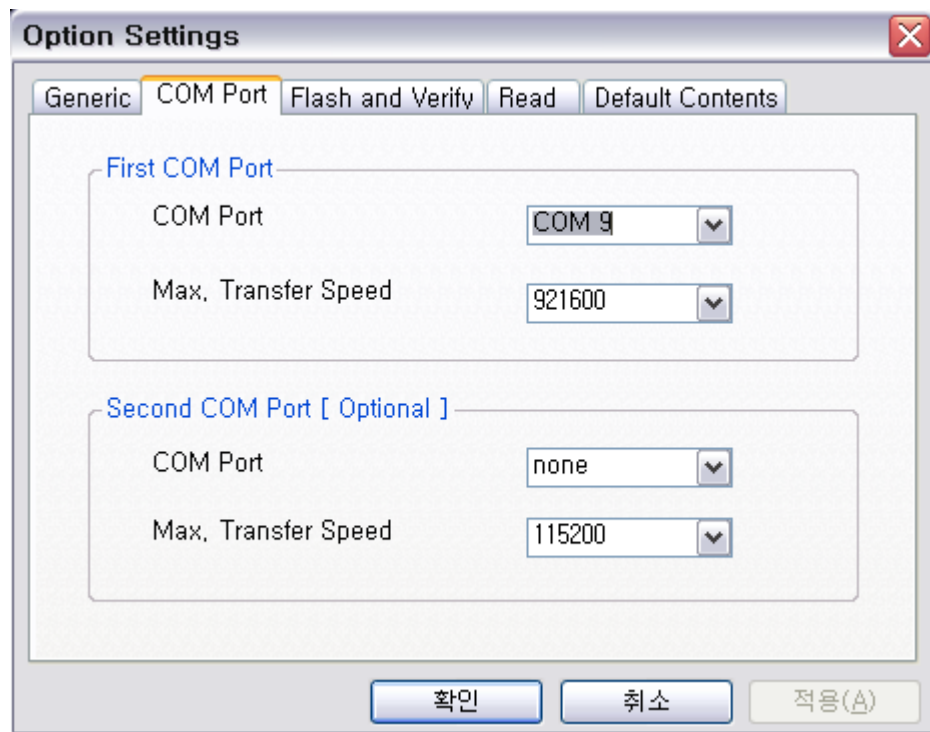 Option Settings
Generic COM Port Flash and Verify Read Default Contents
First COM Port
COM Port COM 9
Max, Transfer Speed 921600
Second COM Port [ Optional ]
COM Port none
Max, Transfer Speed 115200
확인 취소 적용(A)